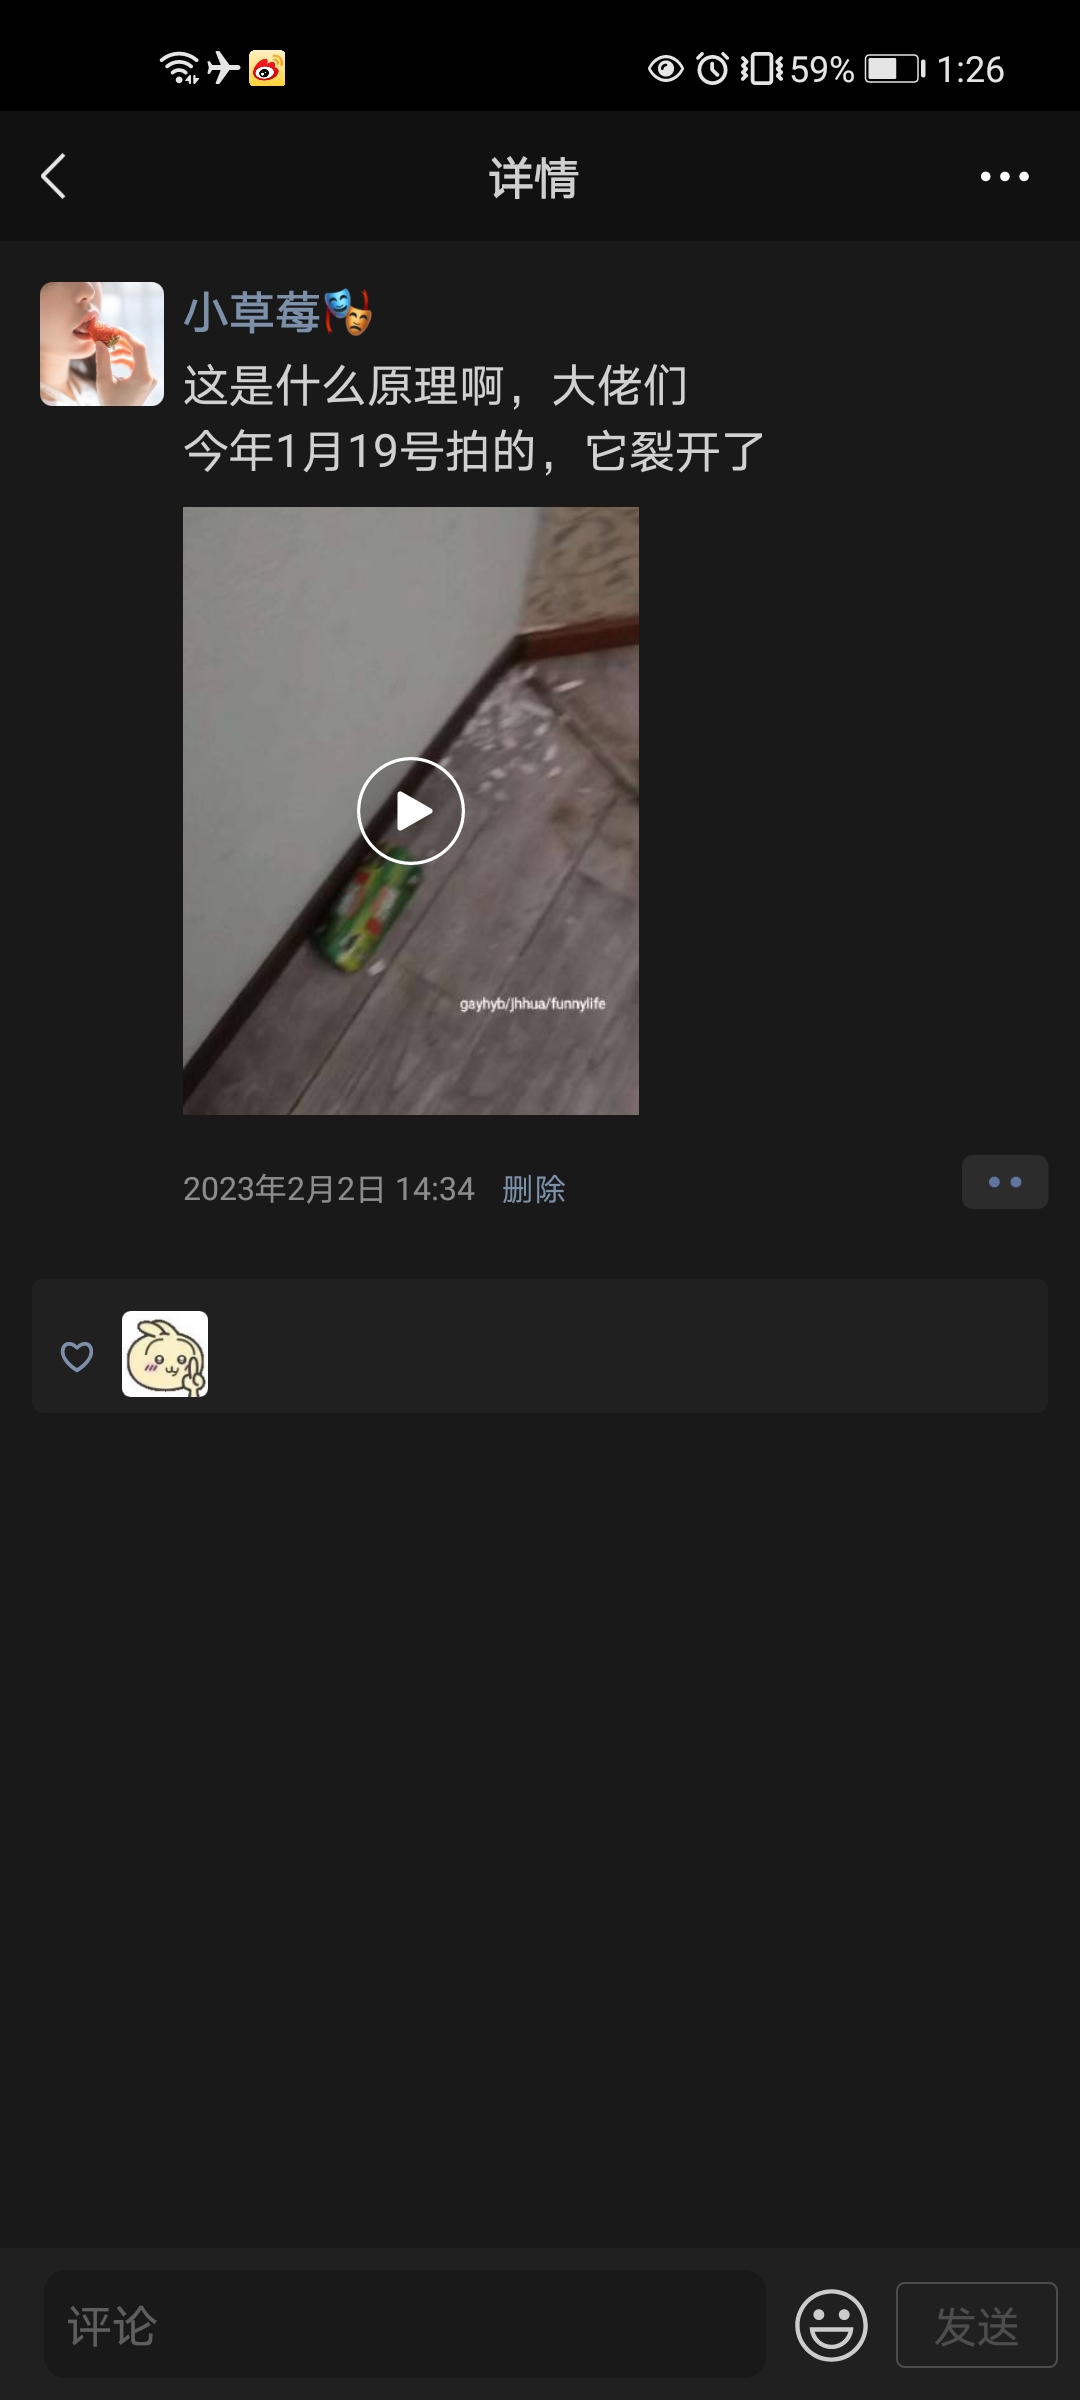 59% 1:26
详情
小草莓
这是什么原理啊，大佬们
今年1月19号拍的，它裂开了
gayhyb/jhhua/funnylife
2023年2月2日 14:34 删除
评论
发送